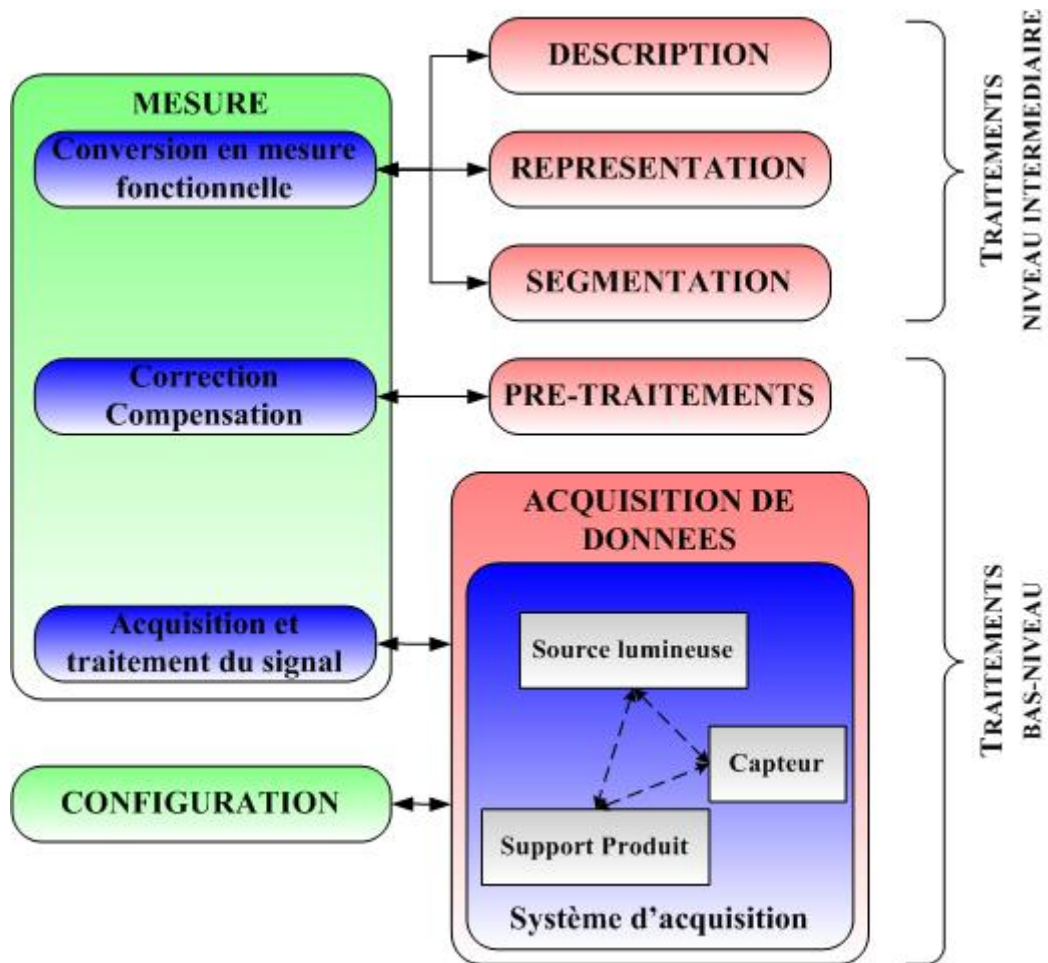 MESURE
Conversion en mesure
fonctionnelle
Correction
Compensation
Acquisition et
traitement du signal
CONFIGURATION
DESCRIPTION
REPRESENTATION
SEGMENTATION
PRE-TRAITEMENTS
ACQUISITION DE
DONNEES
Source lumineuse
Capteur
Support Produit
Système d'acquisition
TRAITEMENTS
NIVEAU INTERMEDIAIRE
TRAITEMENTS
BAS-NIVEAU